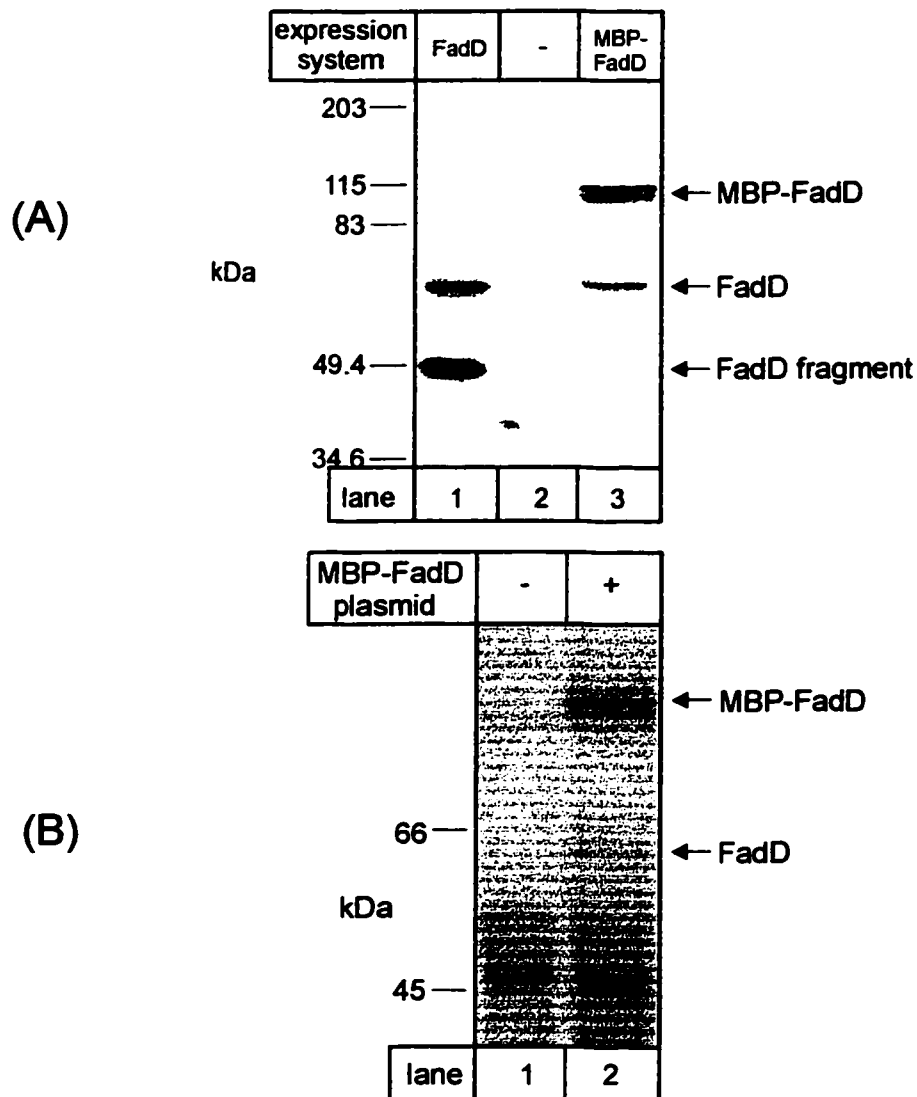 expression system FadD - MBP-FadD
203
115
MBP-FadD
(A)
83
kDa
FadD
49.4
FadD fragment
34.6
lane 1 2 3
MBP-FadD plasmid - +
MBP-FadD
66
(B)
FadD
kDa
45
lane 1 2